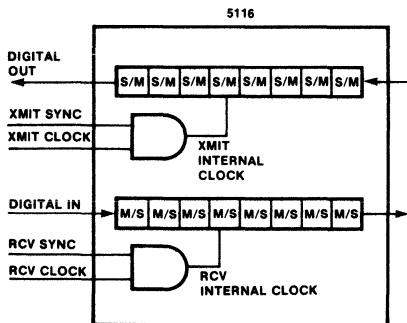 5116
DIGITAL
OUT
S/M S/M S/M S/M S/M S/M S/M S/M
XMIT SYNC
XMIT CLOCK
XMIT
INTERNAL
CLOCK
DIGITAL IN
M/S M/S M/S M/S M/S M/S M/S M/S
RCV SYNC
RCV CLOCK
RCV
INTERNAL CLOCK